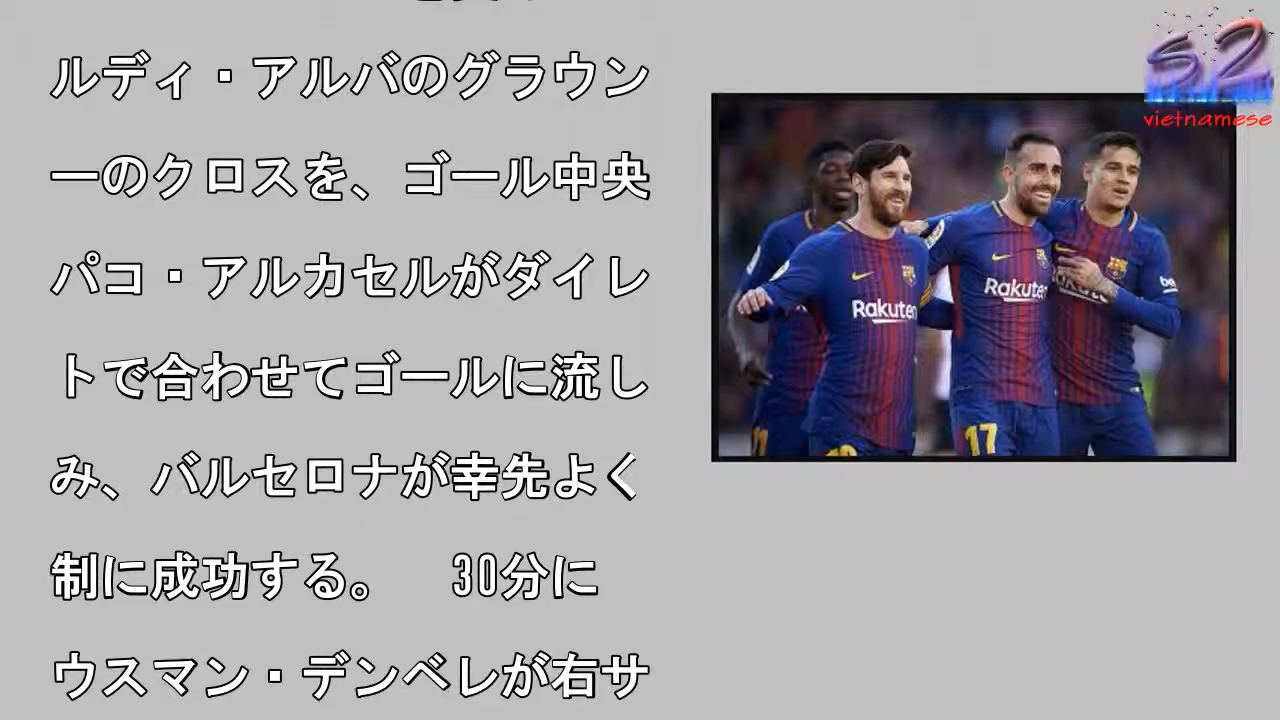 ルディ・アルバのグラウン
ーのクロスを、ゴール中央
パコ・アルカセルがダイレ
トで合わせてゴールに流し
み、バルセロナが幸先よく
制に成功する。　30分に
ウスマン・デンベレが右サ
S2
vietnamese
Rakuten
Rakuten
Rakuten
be
17